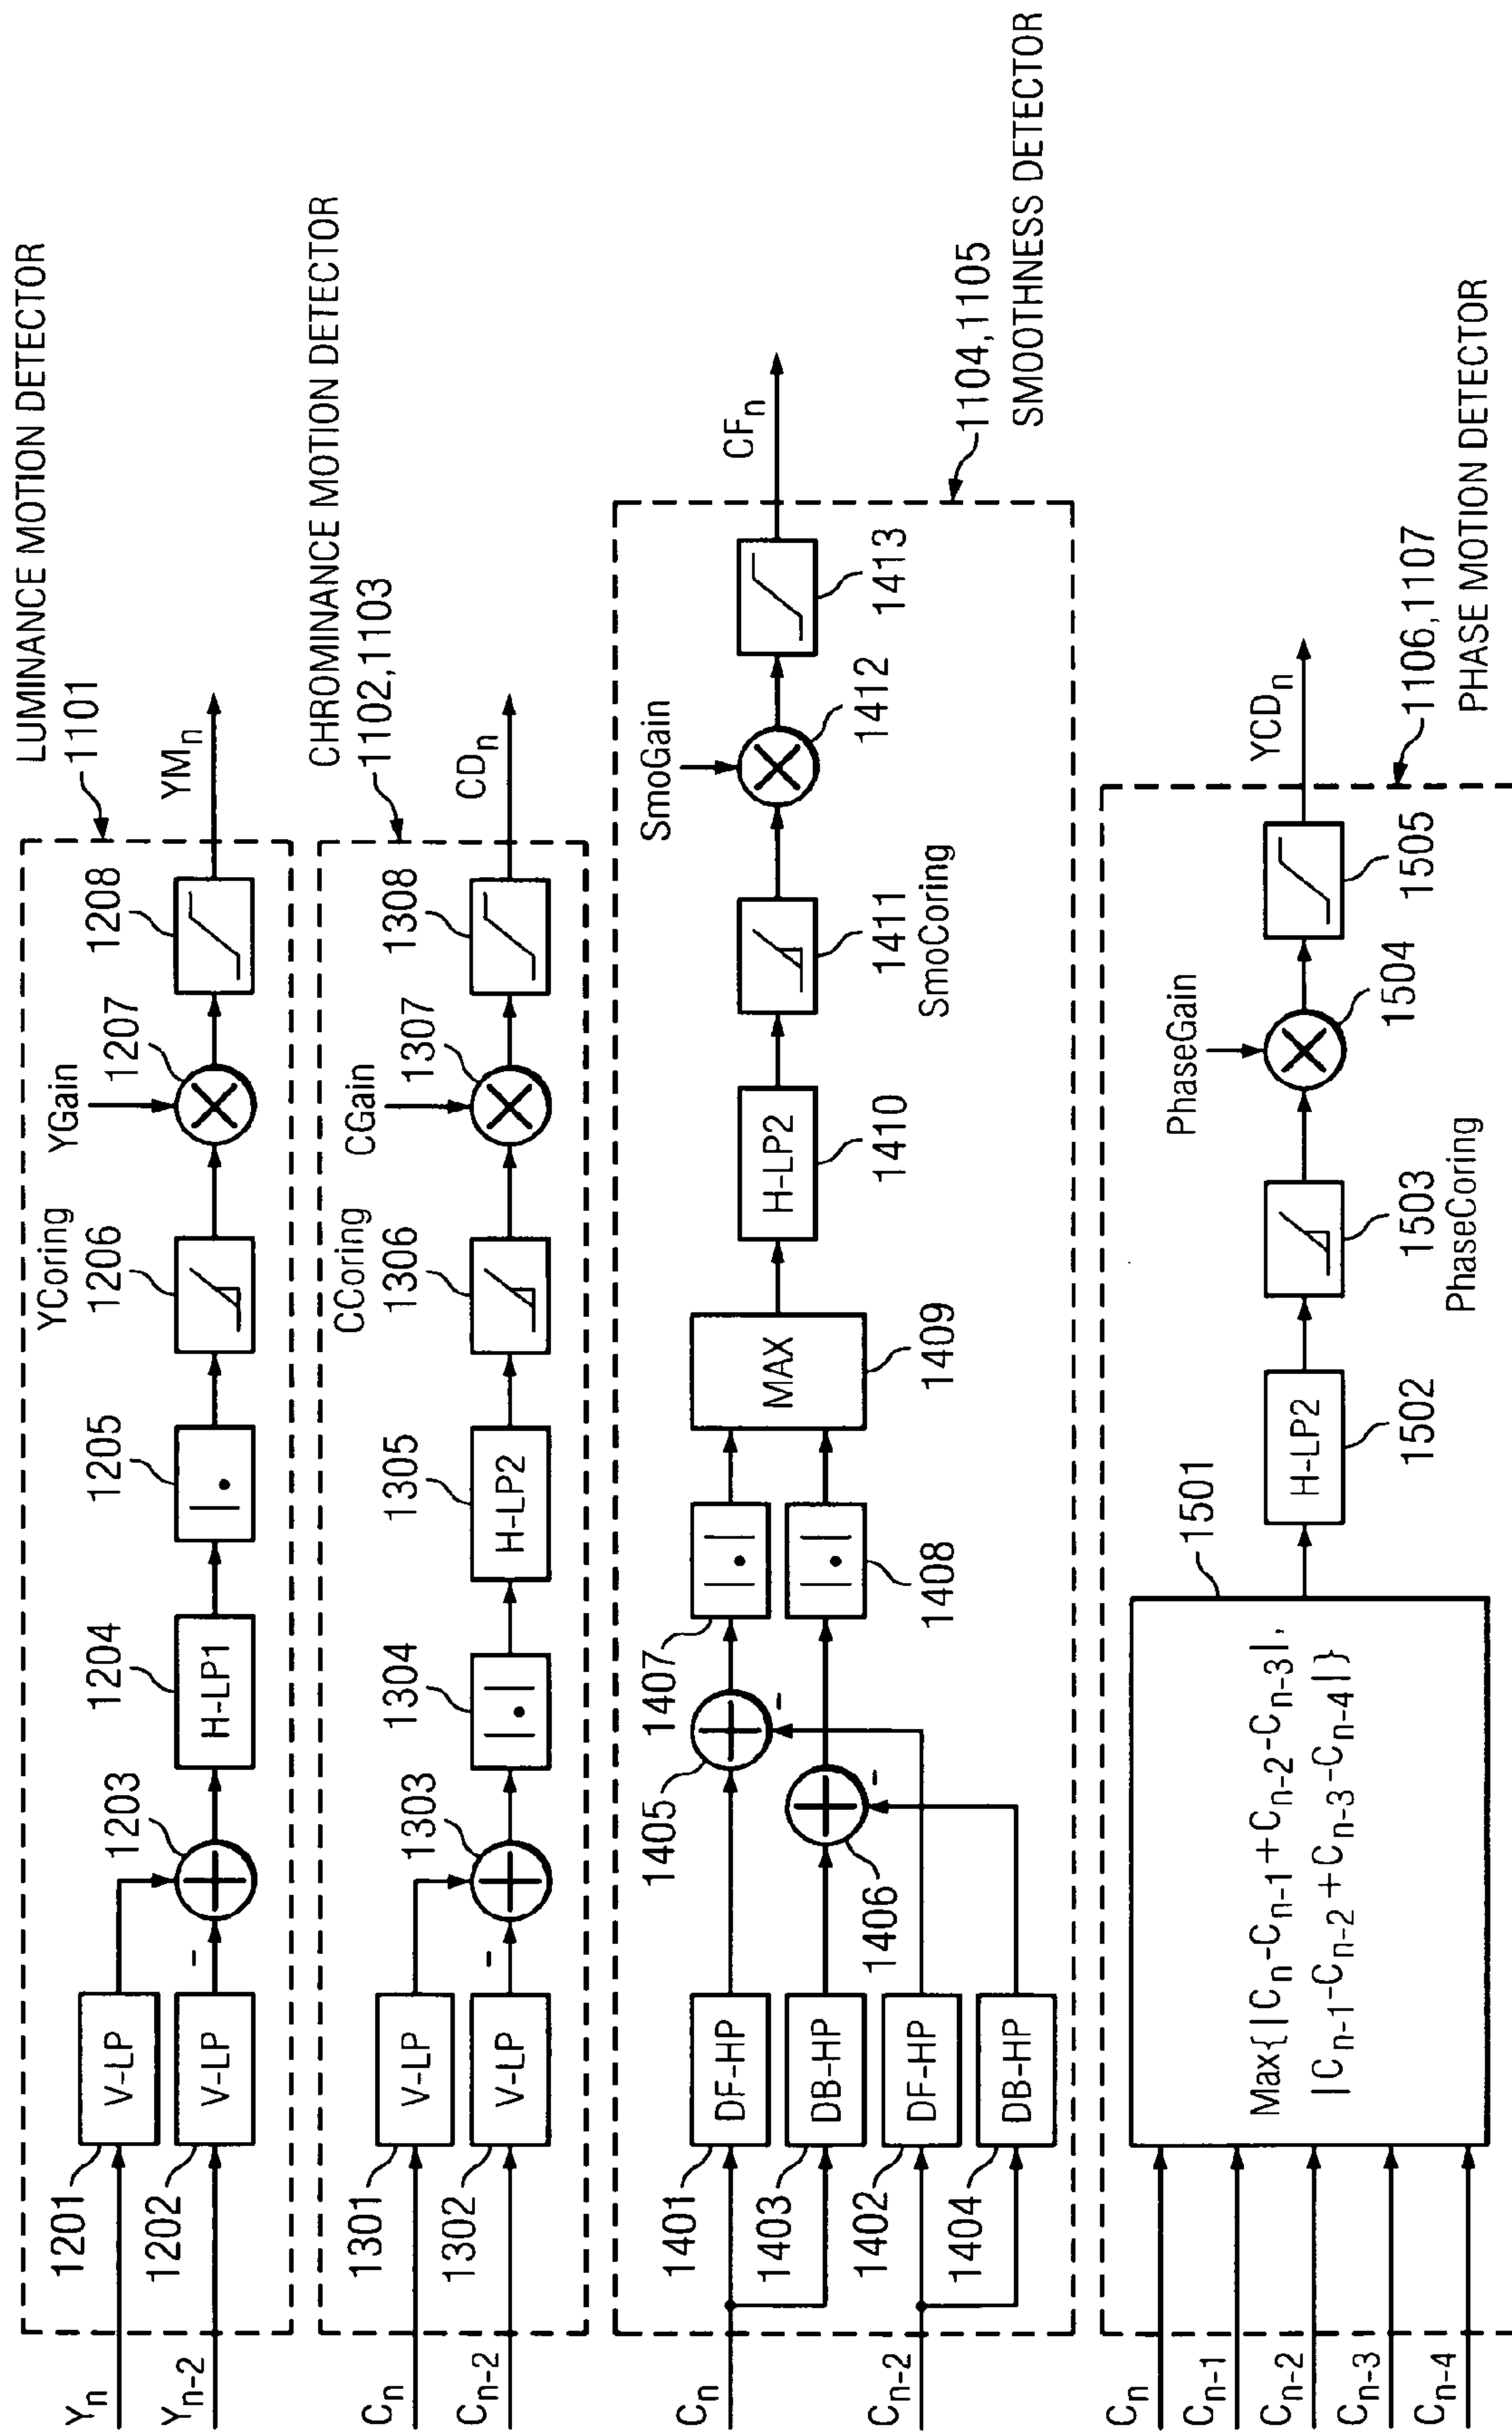 LUMINANCE MOTION DETECTOR
1101
Yn
Yn-2
1201
V-LP
1202
V-LP
-
1203
1204
H-LP1
1205
|•
YCoring
1206
YGain
1207
1208
YMn
CHROMINANCE MOTION DETECTOR
1102,1103
Cn
Cn-2
1301
V-LP
1302
V-LP
-
1303
1304
|•|
1305
H-LP2
CCoring
1306
CGain
1307
1308
CDn
Cn
Cn-2
1401
DF-HP
1403
DB-HP
1402
DF-HP
1404
DB-HP
1405
-
1406
-
1407
|•|
|•|
1408
MAX
1409
H-LP2
1410
1411
SmoCoring
SmoGain
1412
1413
CFn
1104,1105
SMOOTHNESS DETECTOR
Cn
Cn-1
Cn-2
Cn-3
Cn-4
1501
Max{|Cn-Cn-1+Cn-2-Cn-3|,
|Cn-1-Cn-2+Cn-3-Cn-4|}
H-LP2
1502
1503
PhaseCoring
PhaseGain
1504
1505
YCDn
1106,1107
PHASE MOTION DETECTOR